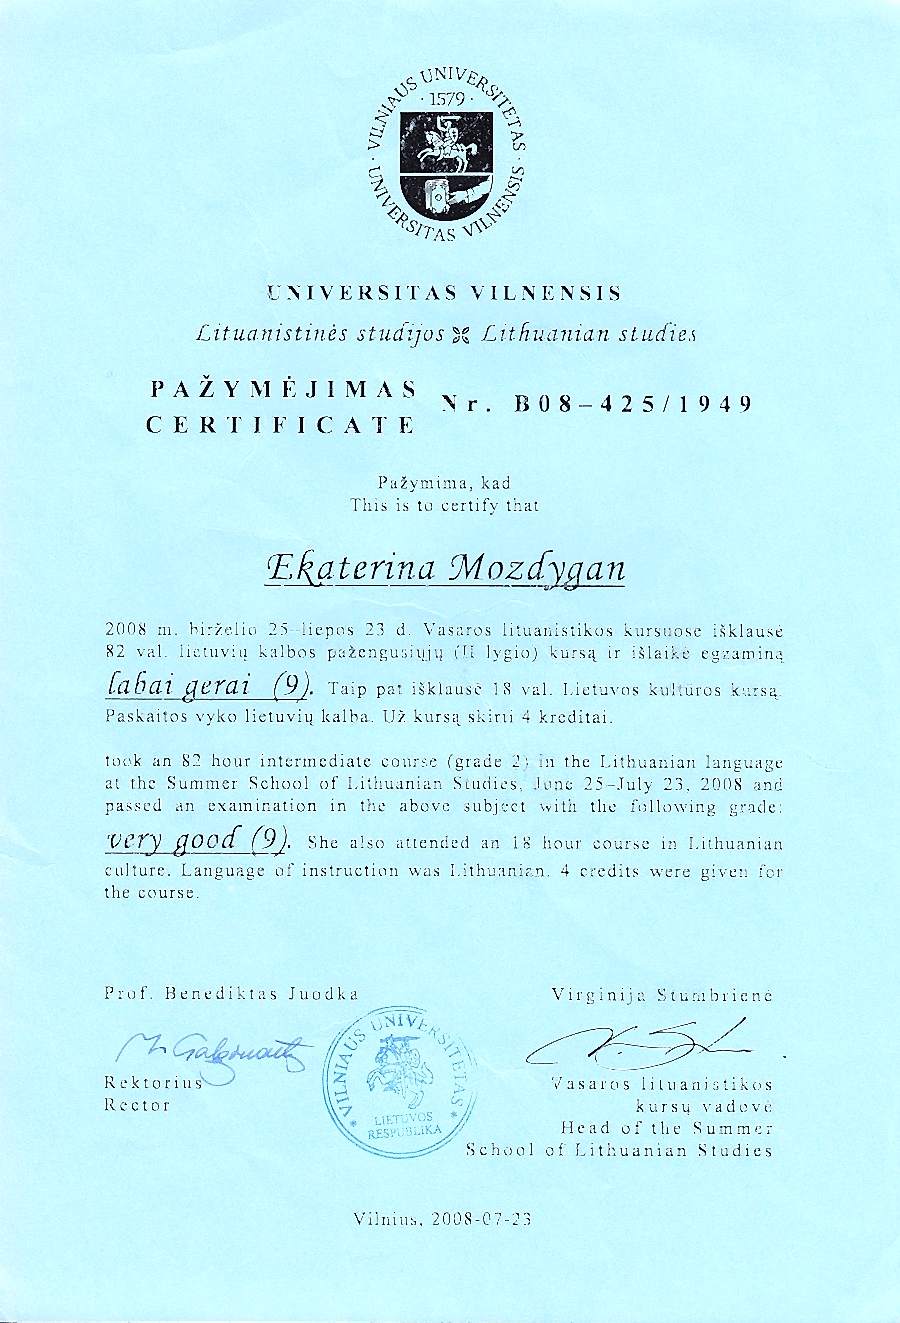 VILNIAUS UNIVERSITETAS
· 1579 ·
UNIVERSITAS VILNENSIS
UNIVERSITAS VILNENSIS
Lituanistinės studijos ⌘ Lithuanian studies
PAŽYMĖJIMAS
CERTIFICATE
Nr. B08–425/1949
Pažymima, kad
This is to certify that
Ekaterina Mozdygan
2008 m. birželio 25–liepos 23 d. Vasaros lituanistikos kursuose išklausė
82 val. lietuvių kalbos pažengusiųjų (II lygio) kursą ir išlaikė egzaminą
labai gerai (9). Taip pat išklausė 18 val. Lietuvos kultūros kursą.
Paskaitos vyko lietuvių kalba. Už kursą skirti 4 kreditai.
took an 82 hour intermediate course (grade 2) in the Lithuanian language
at the Summer School of Lithuanian Studies, June 25–July 23, 2008 and
passed an examination in the above subject with the following grade:
very good (9). She also attended an 18 hour course in Lithuanian
culture. Language of instruction was Lithuanian. 4 credits were given for
the course.
Prof. Benediktas Juodka
Rektorius
Rector
VILNIAUS UNIVERSITETAS
LIETUVOS
RESPUBLIKA
Virginija Stumbrienė
Vasaros lituanistikos
kursų vadovė
Head of the Summer
School of Lithuanian Studies
Vilnius, 2008-07-23